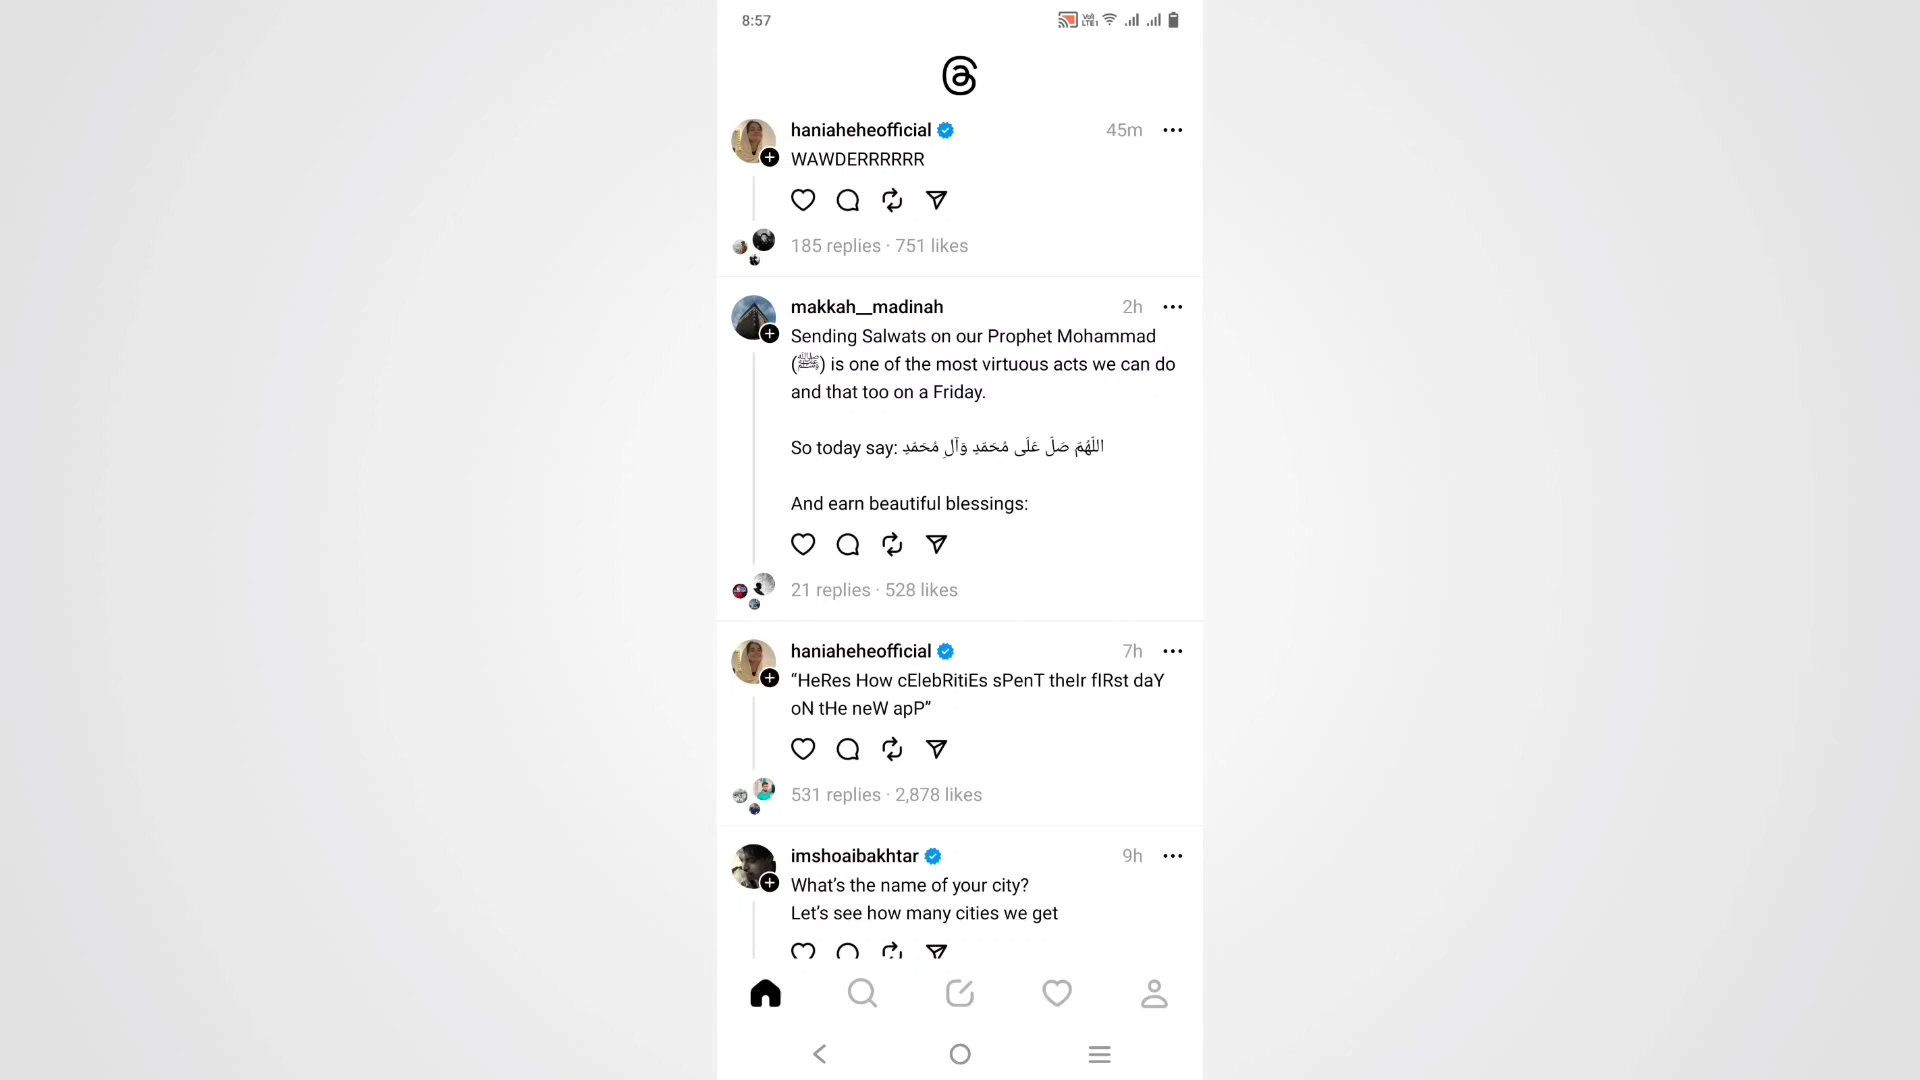 8:57
Vo) LTE1
haniaheheofficial 45m
WAWDERRRRRR
185 replies · 751 likes
makkah__madinah 2h
Sending Salwats on our Prophet Mohammad
(ﷺ) is one of the most virtuous acts we can do
and that too on a Friday.
So today say: اللّهُمّ صَلّ عَلَى مُحَمّدِ وَآلِ مُحَمّدِ
And earn beautiful blessings:
21 replies · 528 likes
haniaheheofficial 7h
“HeRes How cElebRitiEs sPenT theIr fIRst daY
oN tHe neW apP”
531 replies · 2,878 likes
imshoaibakhtar 9h
What’s the name of your city?
Let’s see how many cities we get